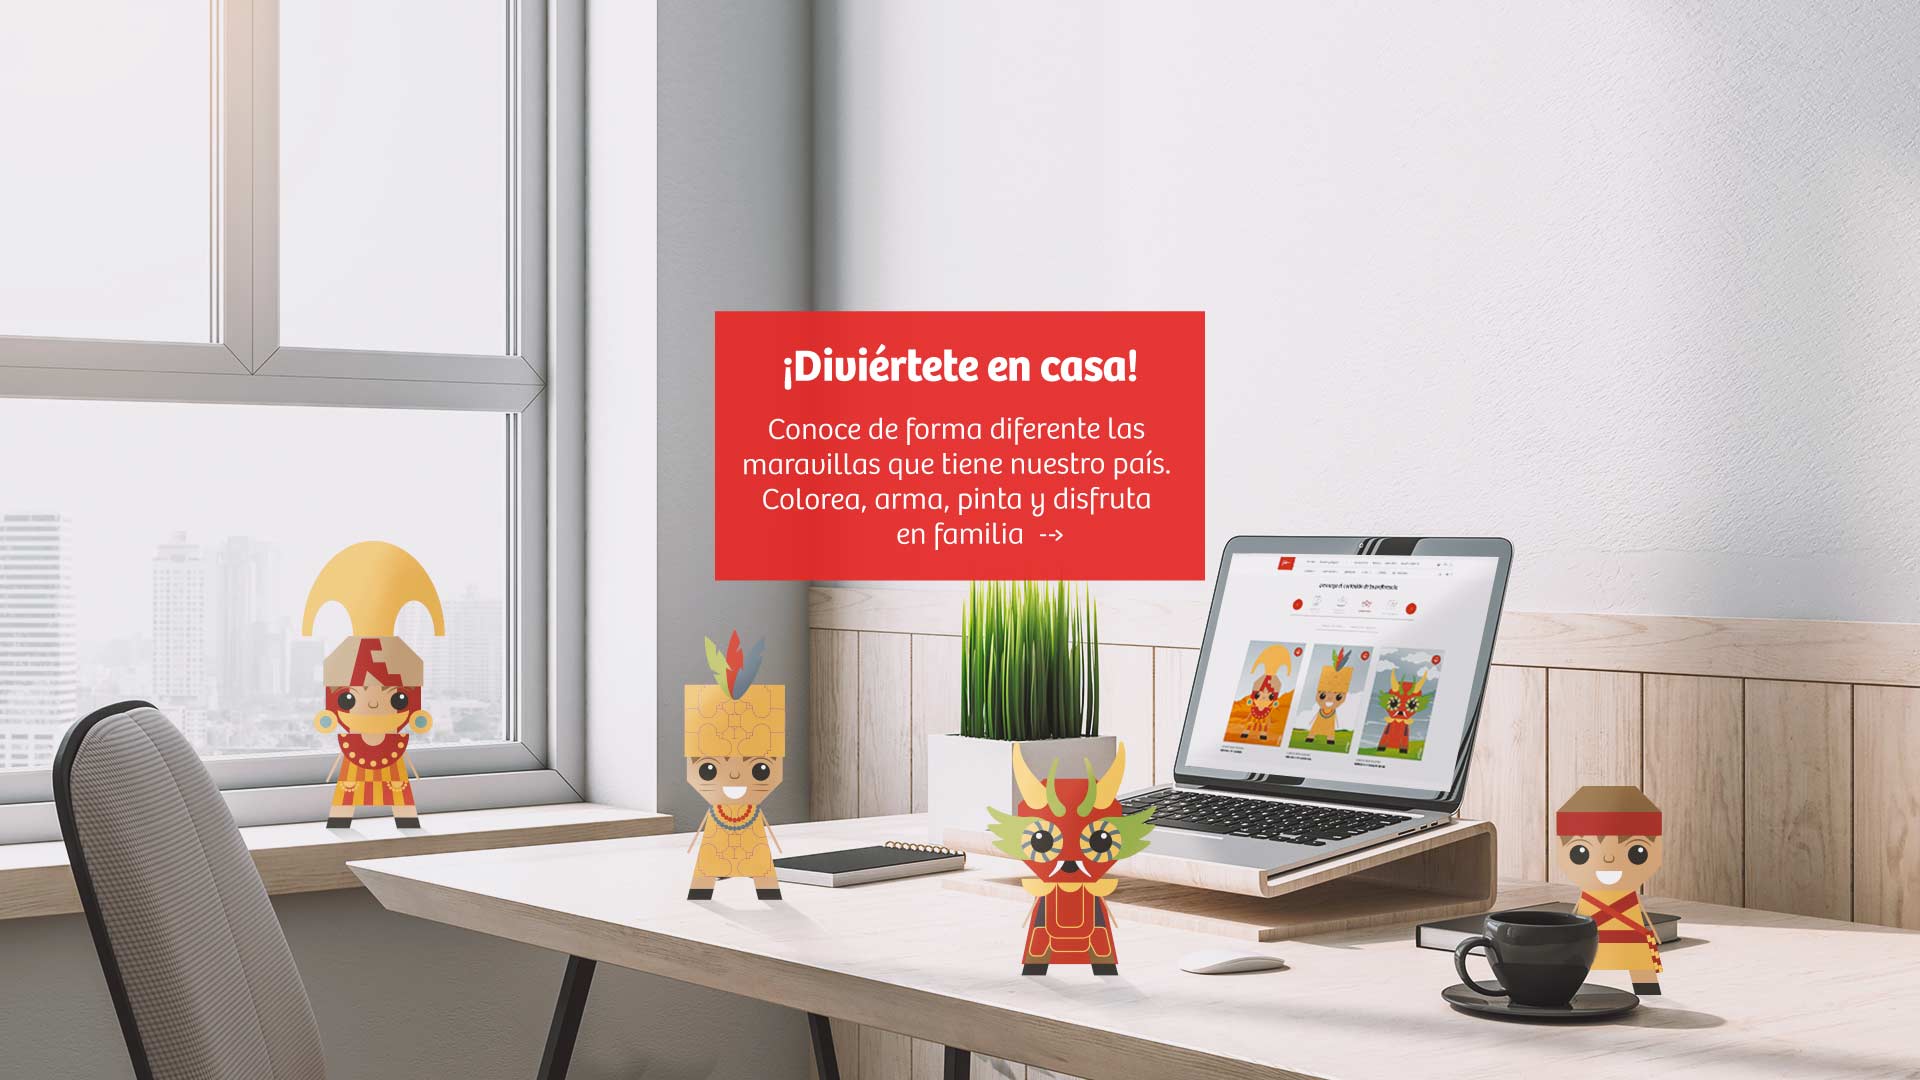 ¡Diviértete en casa!
Conoce de forma diferente las
maravillas que tiene nuestro país.
Colorea, arma, pinta y disfruta
en familia -->